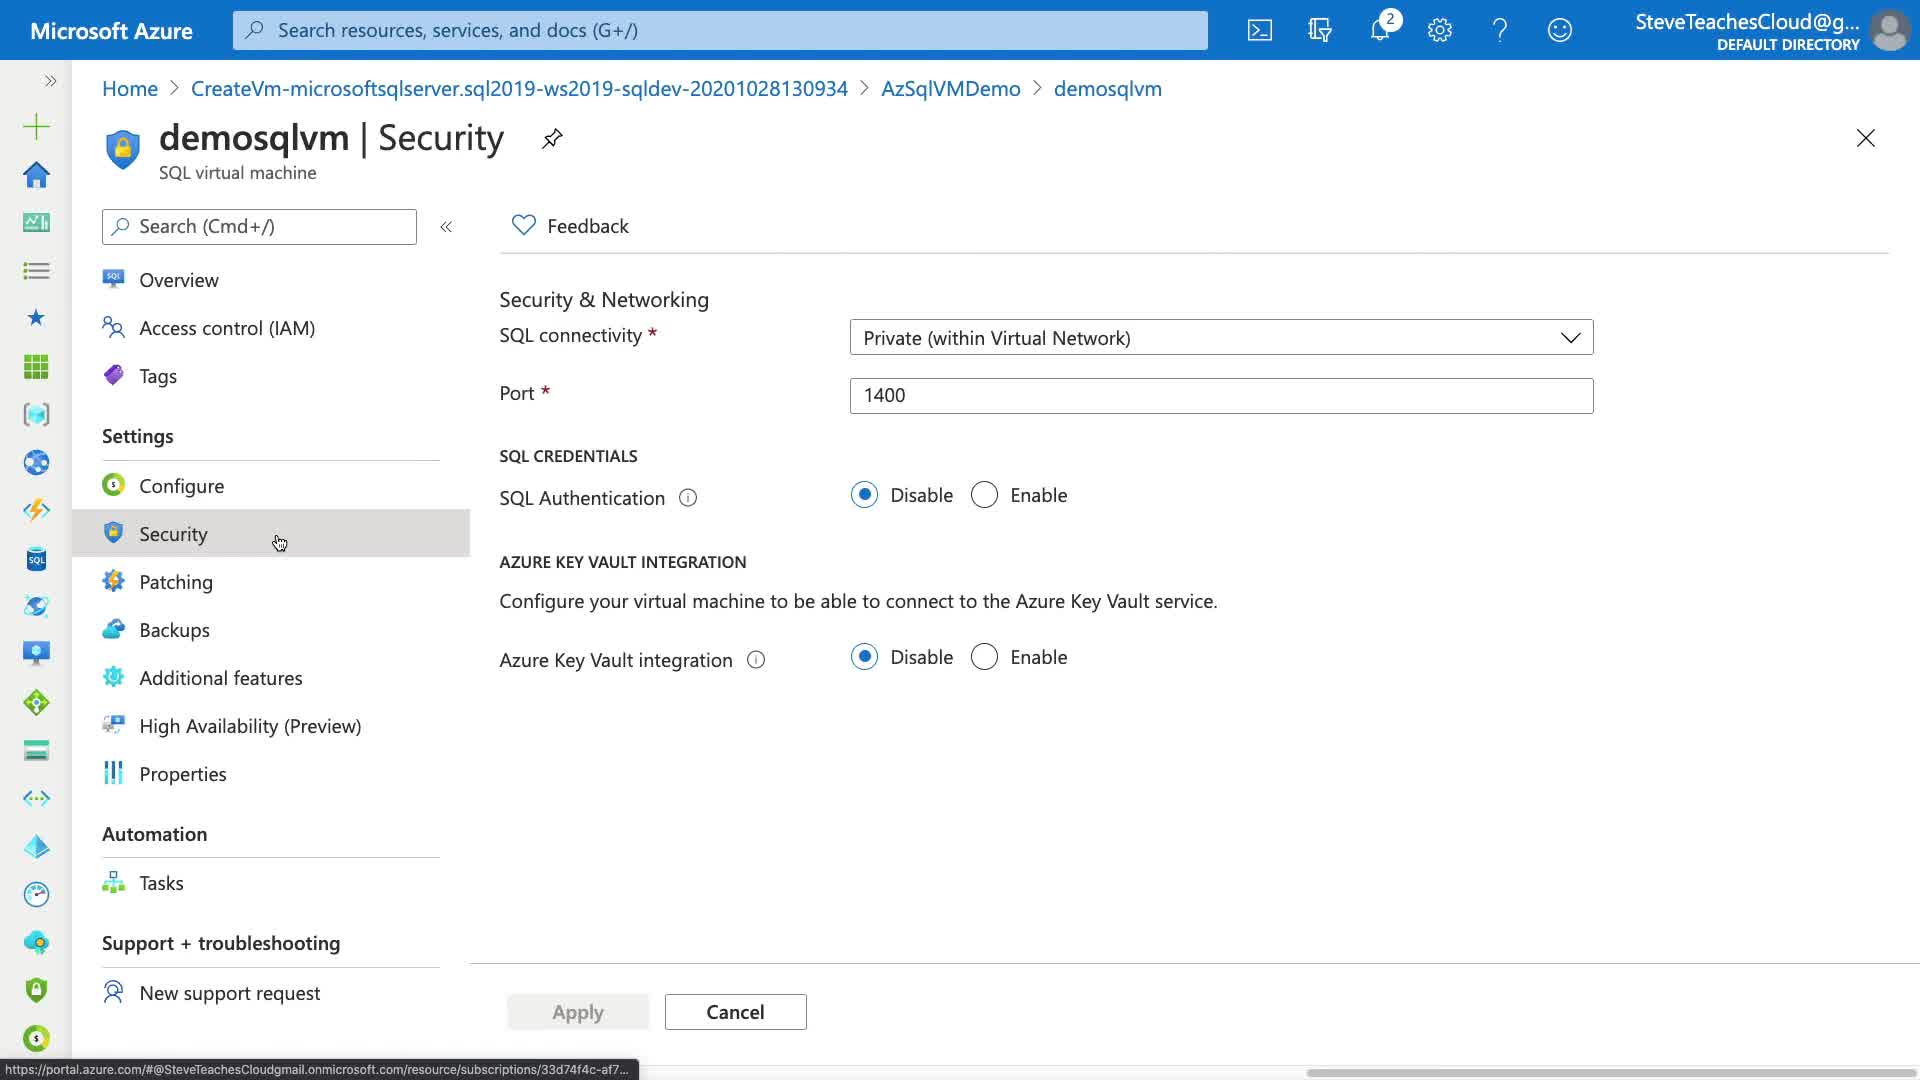 Microsoft Azure
Search resources, services, and docs (G+/)
2
SteveTeachesCloud@g...
DEFAULT DIRECTORY
Home > CreateVm-microsoftsqlserver.sql2019-ws2019-sqldev-20201028130934 > AzSqlVMDemo > demosqlvm
demosqlvm | Security
SQL virtual machine
Search (Cmd+/)
«
Feedback
Overview
Access control (IAM)
Tags
Settings
Configure
Security
Patching
Backups
Additional features
High Availability (Preview)
Properties
Automation
Tasks
Support + troubleshooting
New support request
Security & Networking
SQL connectivity *
Private (within Virtual Network)
Port *
1400
SQL CREDENTIALS
SQL Authentication
Disable
Enable
AZURE KEY VAULT INTEGRATION
Configure your virtual machine to be able to connect to the Azure Key Vault service.
Azure Key Vault integration
Disable
Enable
Apply
Cancel
https://portal.azure.com/#@SteveTeachesCloudgmail.onmicrosoft.com/resource/subscriptions/33d74f4c-af7...